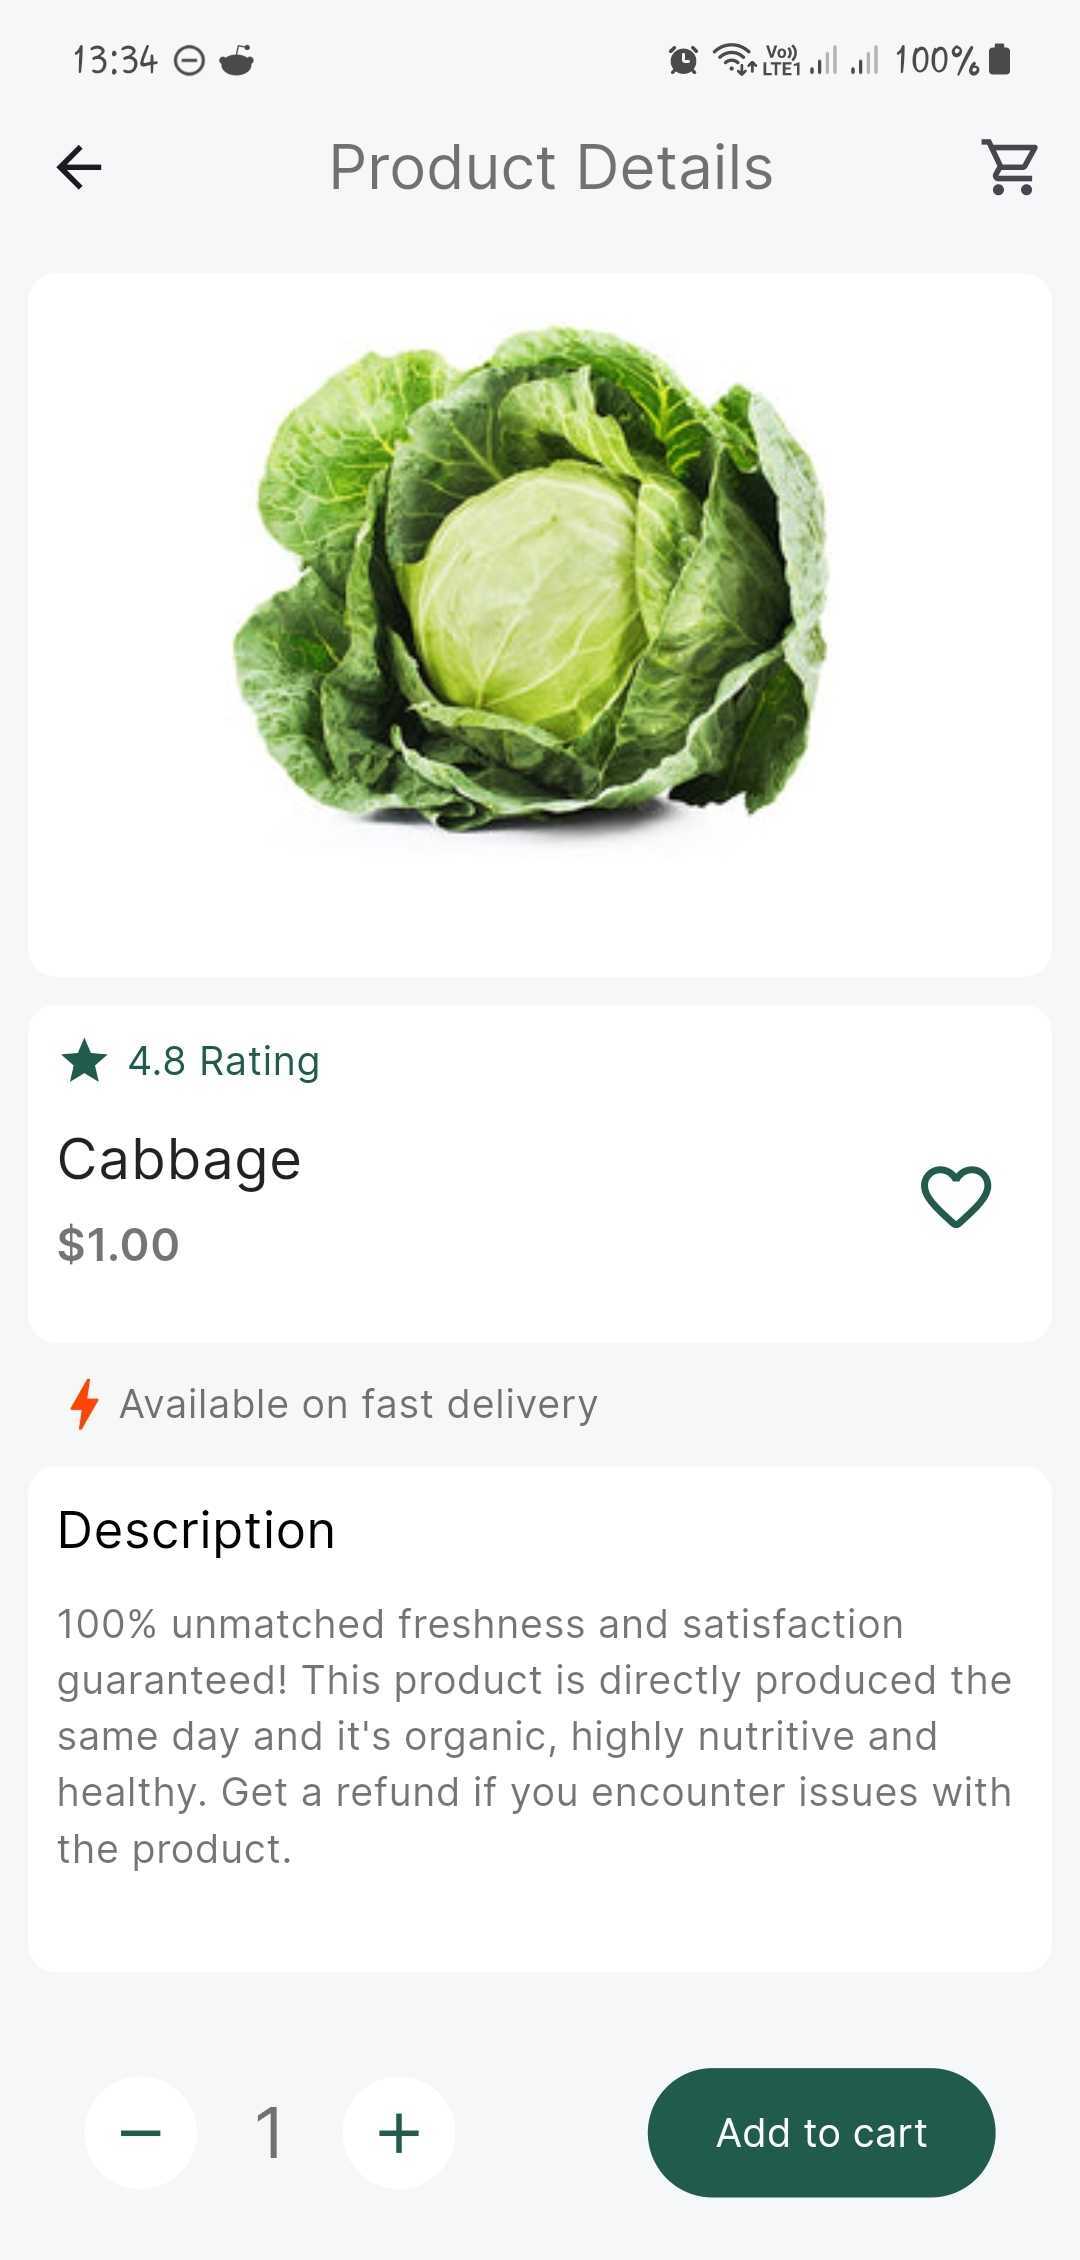 13:34 Vo)) LTE1 100%
Product Details
4.8 Rating
Cabbage
$1.00
Available on fast delivery
Description
100% unmatched freshness and satisfaction
guaranteed! This product is directly produced the
same day and it's organic, highly nutritive and
healthy. Get a refund if you encounter issues with
the product.
1
Add to cart